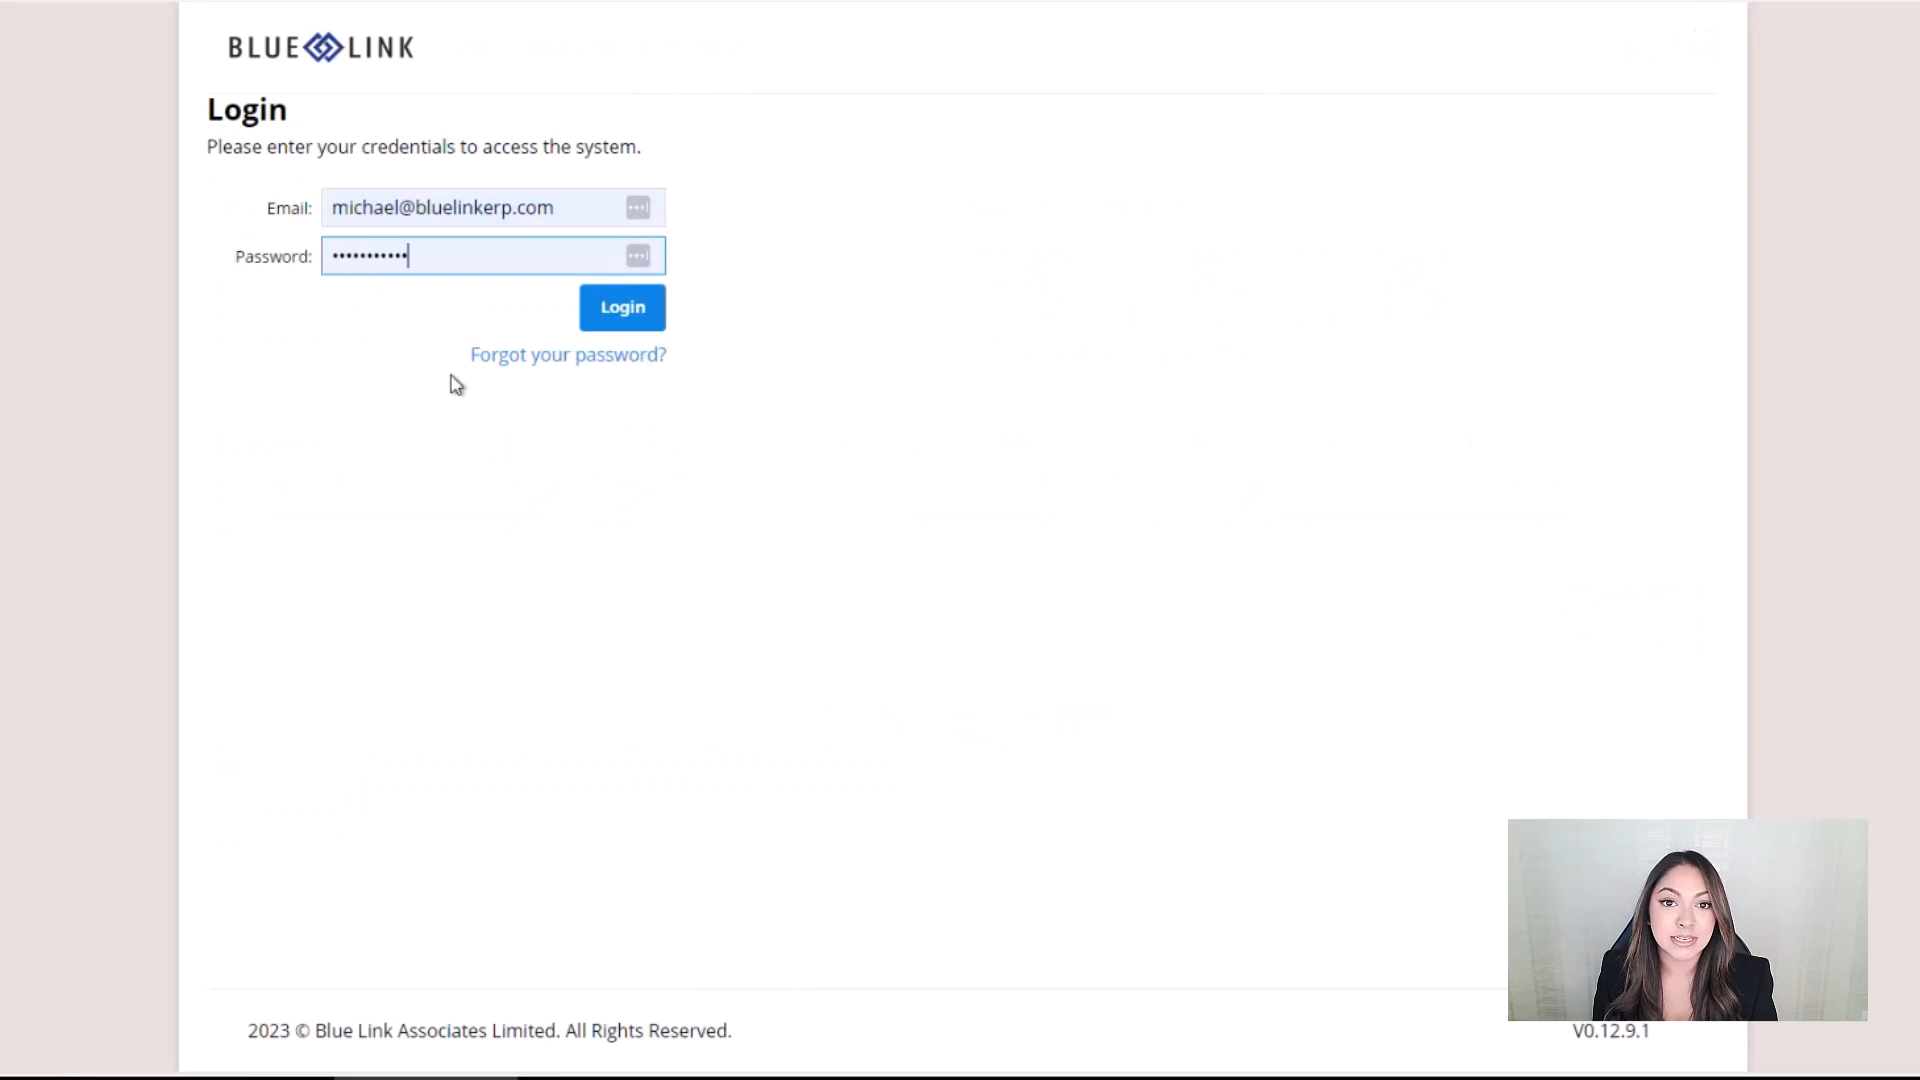 BLUE LINK
Login
Please enter your credentials to access the system.
Email: michael@bluelinkerp.com
Password: •••••••••••
Login
Forgot your password?
2023 © Blue Link Associates Limited. All Rights Reserved.
V0.12.9.1